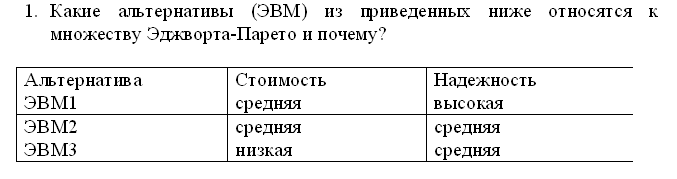 1. Какие альтернативы (ЭВМ) из приведенных ниже относятся к
множеству Эджворта-Парето и почему?
Альтернатива Стоимость Надежность
ЭВМ1 средняя высокая
ЭВМ2 средняя средняя
ЭВМ3 низкая средняя